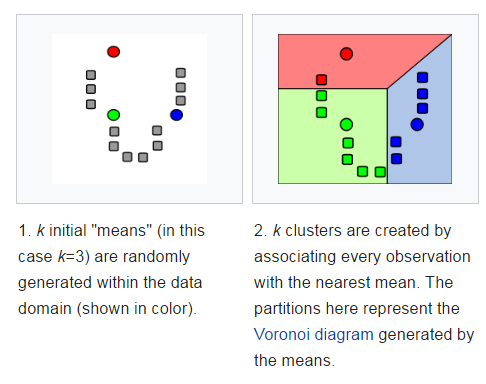 1. k initial "means" (in this
case k=3) are randomly
generated within the data
domain (shown in color).
2. k clusters are created by
associating every observation
with the nearest mean. The
partitions here represent the
Voronoi diagram generated by
the means.